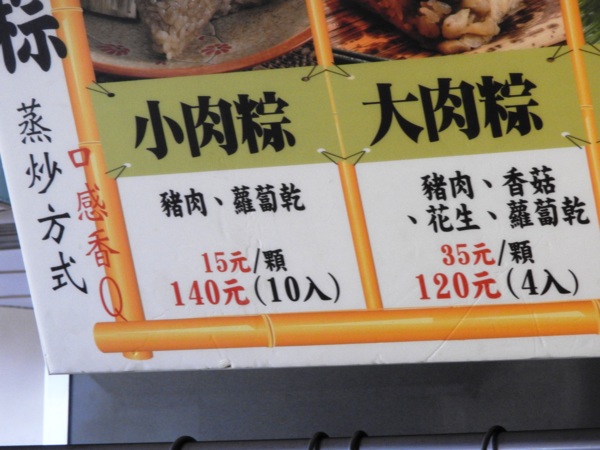 粽
蒸炒方式
口感香Q
小肉粽
豬肉、蘿蔔乾
15元/顆
140元(10入)
大肉粽
豬肉、香菇
、花生、蘿蔔乾
35元/顆
120元(4入)